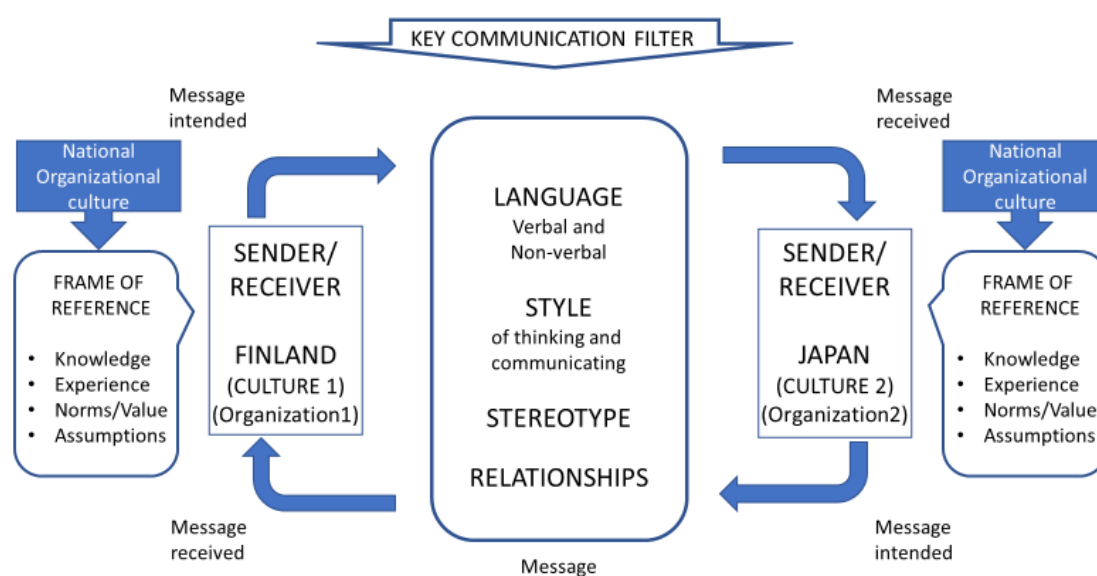 KEY COMMUNICATION FILTER
Message
intended
Message
received
National
Organizational
culture
National
Organizational
culture
FRAME OF
REFERENCE
• Knowledge
• Experience
• Norms/Value
• Assumptions
SENDER/
RECEIVER
FINLAND
(CULTURE 1)
(Organization1)
LANGUAGE
Verbal and
Non-verbal
STYLE
of thinking and
communicating
STEREOTYPE
RELATIONSHIPS
SENDER/
RECEIVER
JAPAN
(CULTURE 2)
(Organization2)
FRAME OF
REFERENCE
• Knowledge
• Experience
• Norms/Value
• Assumptions
Message
received
Message
Message
intended